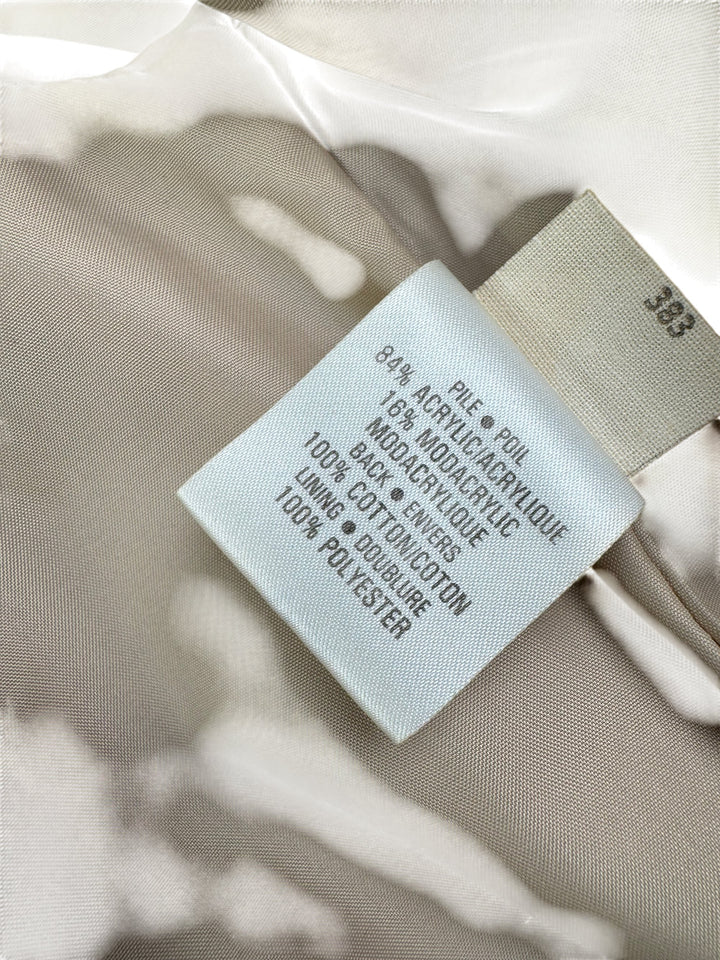 383
PILE ● POIL
84% ACRYLIC/ACRYLIQUE
16% MODACRYLIC
MODACRYLIQUE
BACK ● ENVERS
100% COTTON/COTON
LINING ● DOUBLURE
100% POLYESTER